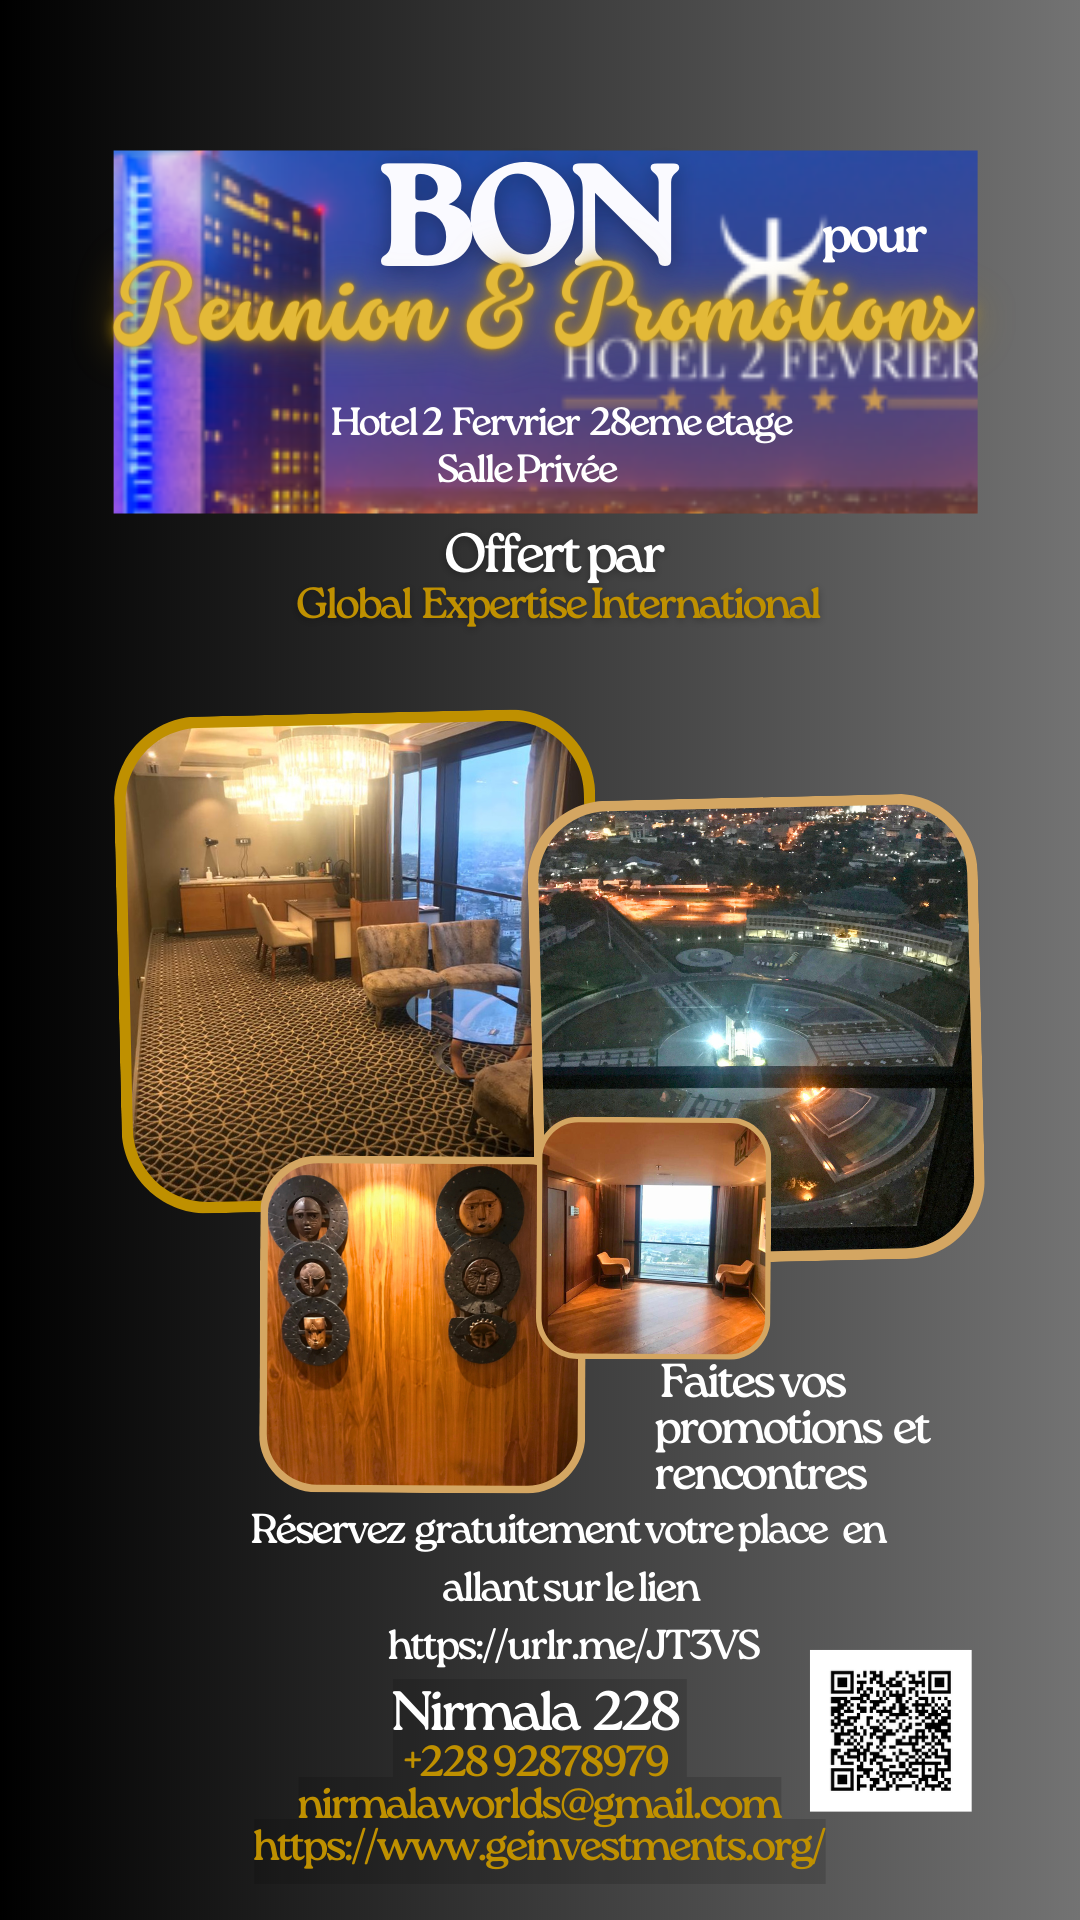 BON
pour
Reunion & Promotions
HOTEL 2 FEVRIER
Hotel 2 Fervrier 28eme etage
Salle Privée
Offert par
Global Expertise International
Faites vos
promotions et
rencontres
Réservez gratuitement votre place en
allant sur le lien
https://urlr.me/JT3VS
Nirmala 228
+228 92878979
nirmalaworlds@gmail.com
https://www.geinvestments.org/